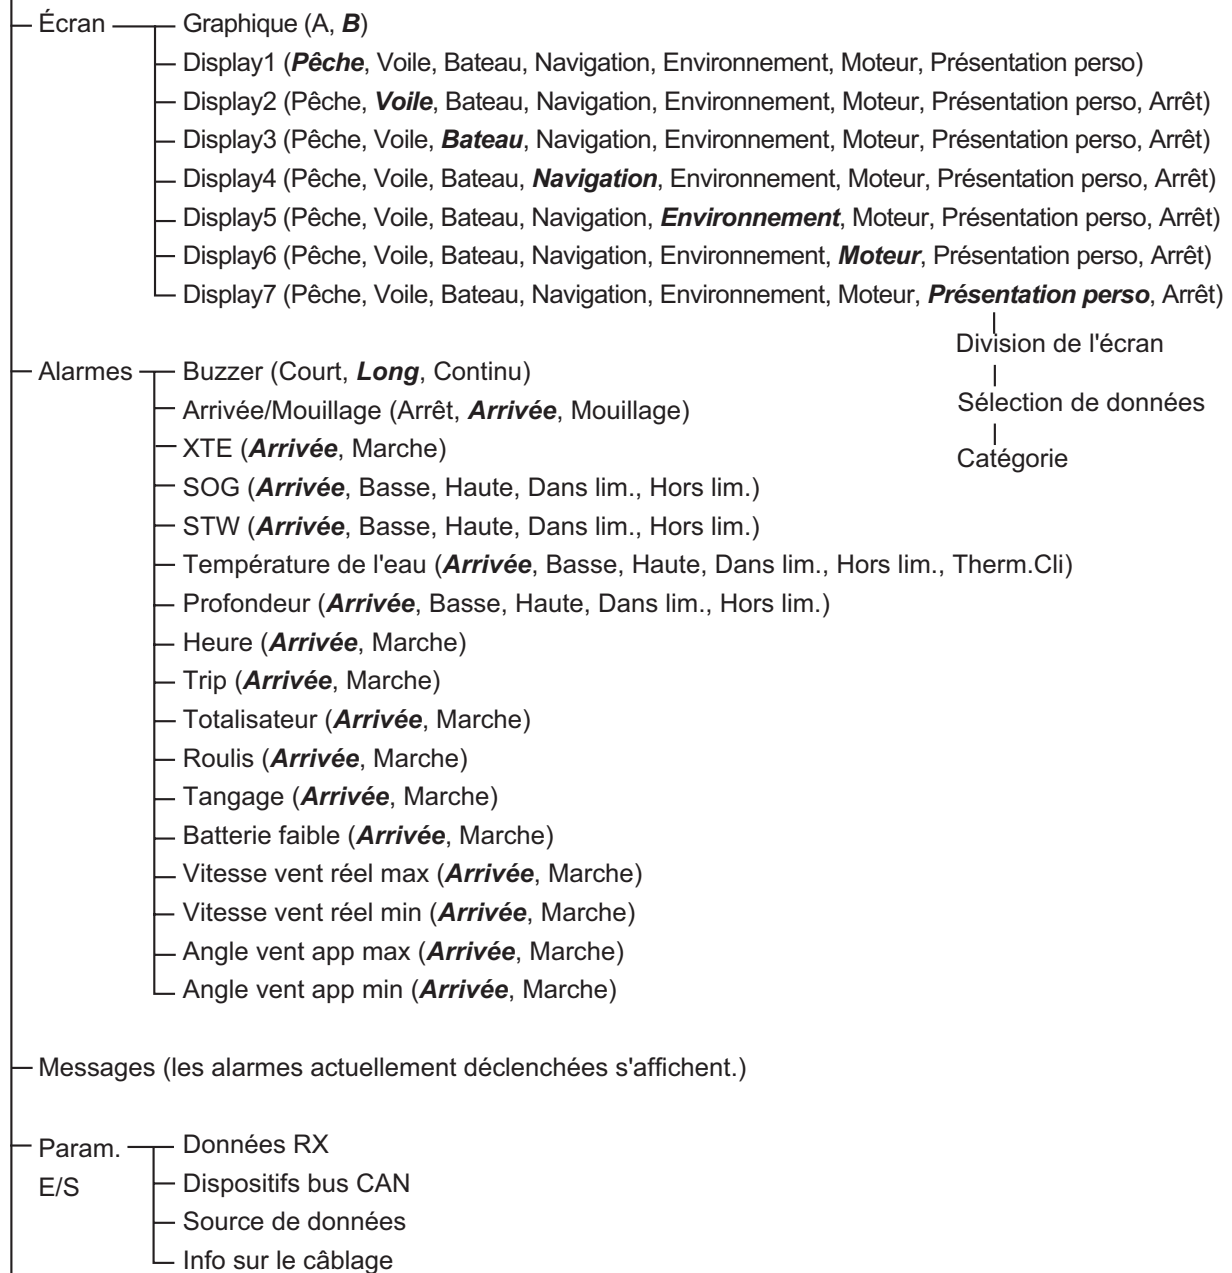 Écran
Graphique (A, B)
Display1 (Pêche, Voile, Bateau, Navigation, Environnement, Moteur, Présentation perso)
Display2 (Pêche, Voile, Bateau, Navigation, Environnement, Moteur, Présentation perso, Arrêt)
Display3 (Pêche, Voile, Bateau, Navigation, Environnement, Moteur, Présentation perso, Arrêt)
Display4 (Pêche, Voile, Bateau, Navigation, Environnement, Moteur, Présentation perso, Arrêt)
Display5 (Pêche, Voile, Bateau, Navigation, Environnement, Moteur, Présentation perso, Arrêt)
Display6 (Pêche, Voile, Bateau, Navigation, Environnement, Moteur, Présentation perso, Arrêt)
Display7 (Pêche, Voile, Bateau, Navigation, Environnement, Moteur, Présentation perso, Arrêt)
Division de l'écran
Sélection de données
Catégorie
Alarmes
Buzzer (Court, Long, Continu)
Arrivée/Mouillage (Arrêt, Arrivée, Mouillage)
XTE (Arrivée, Marche)
SOG (Arrivée, Basse, Haute, Dans lim., Hors lim.)
STW (Arrivée, Basse, Haute, Dans lim., Hors lim.)
Température de l'eau (Arrivée, Basse, Haute, Dans lim., Hors lim., Therm.Cli)
Profondeur (Arrivée, Basse, Haute, Dans lim., Hors lim.)
Heure (Arrivée, Marche)
Trip (Arrivée, Marche)
Totalisateur (Arrivée, Marche)
Roulis (Arrivée, Marche)
Tangage (Arrivée, Marche)
Batterie faible (Arrivée, Marche)
Vitesse vent réel max (Arrivée, Marche)
Vitesse vent réel min (Arrivée, Marche)
Angle vent app max (Arrivée, Marche)
Angle vent app min (Arrivée, Marche)
Messages (les alarmes actuellement déclenchées s'affichent.)
Param.
E/S
Données RX
Dispositifs bus CAN
Source de données
Info sur le câblage